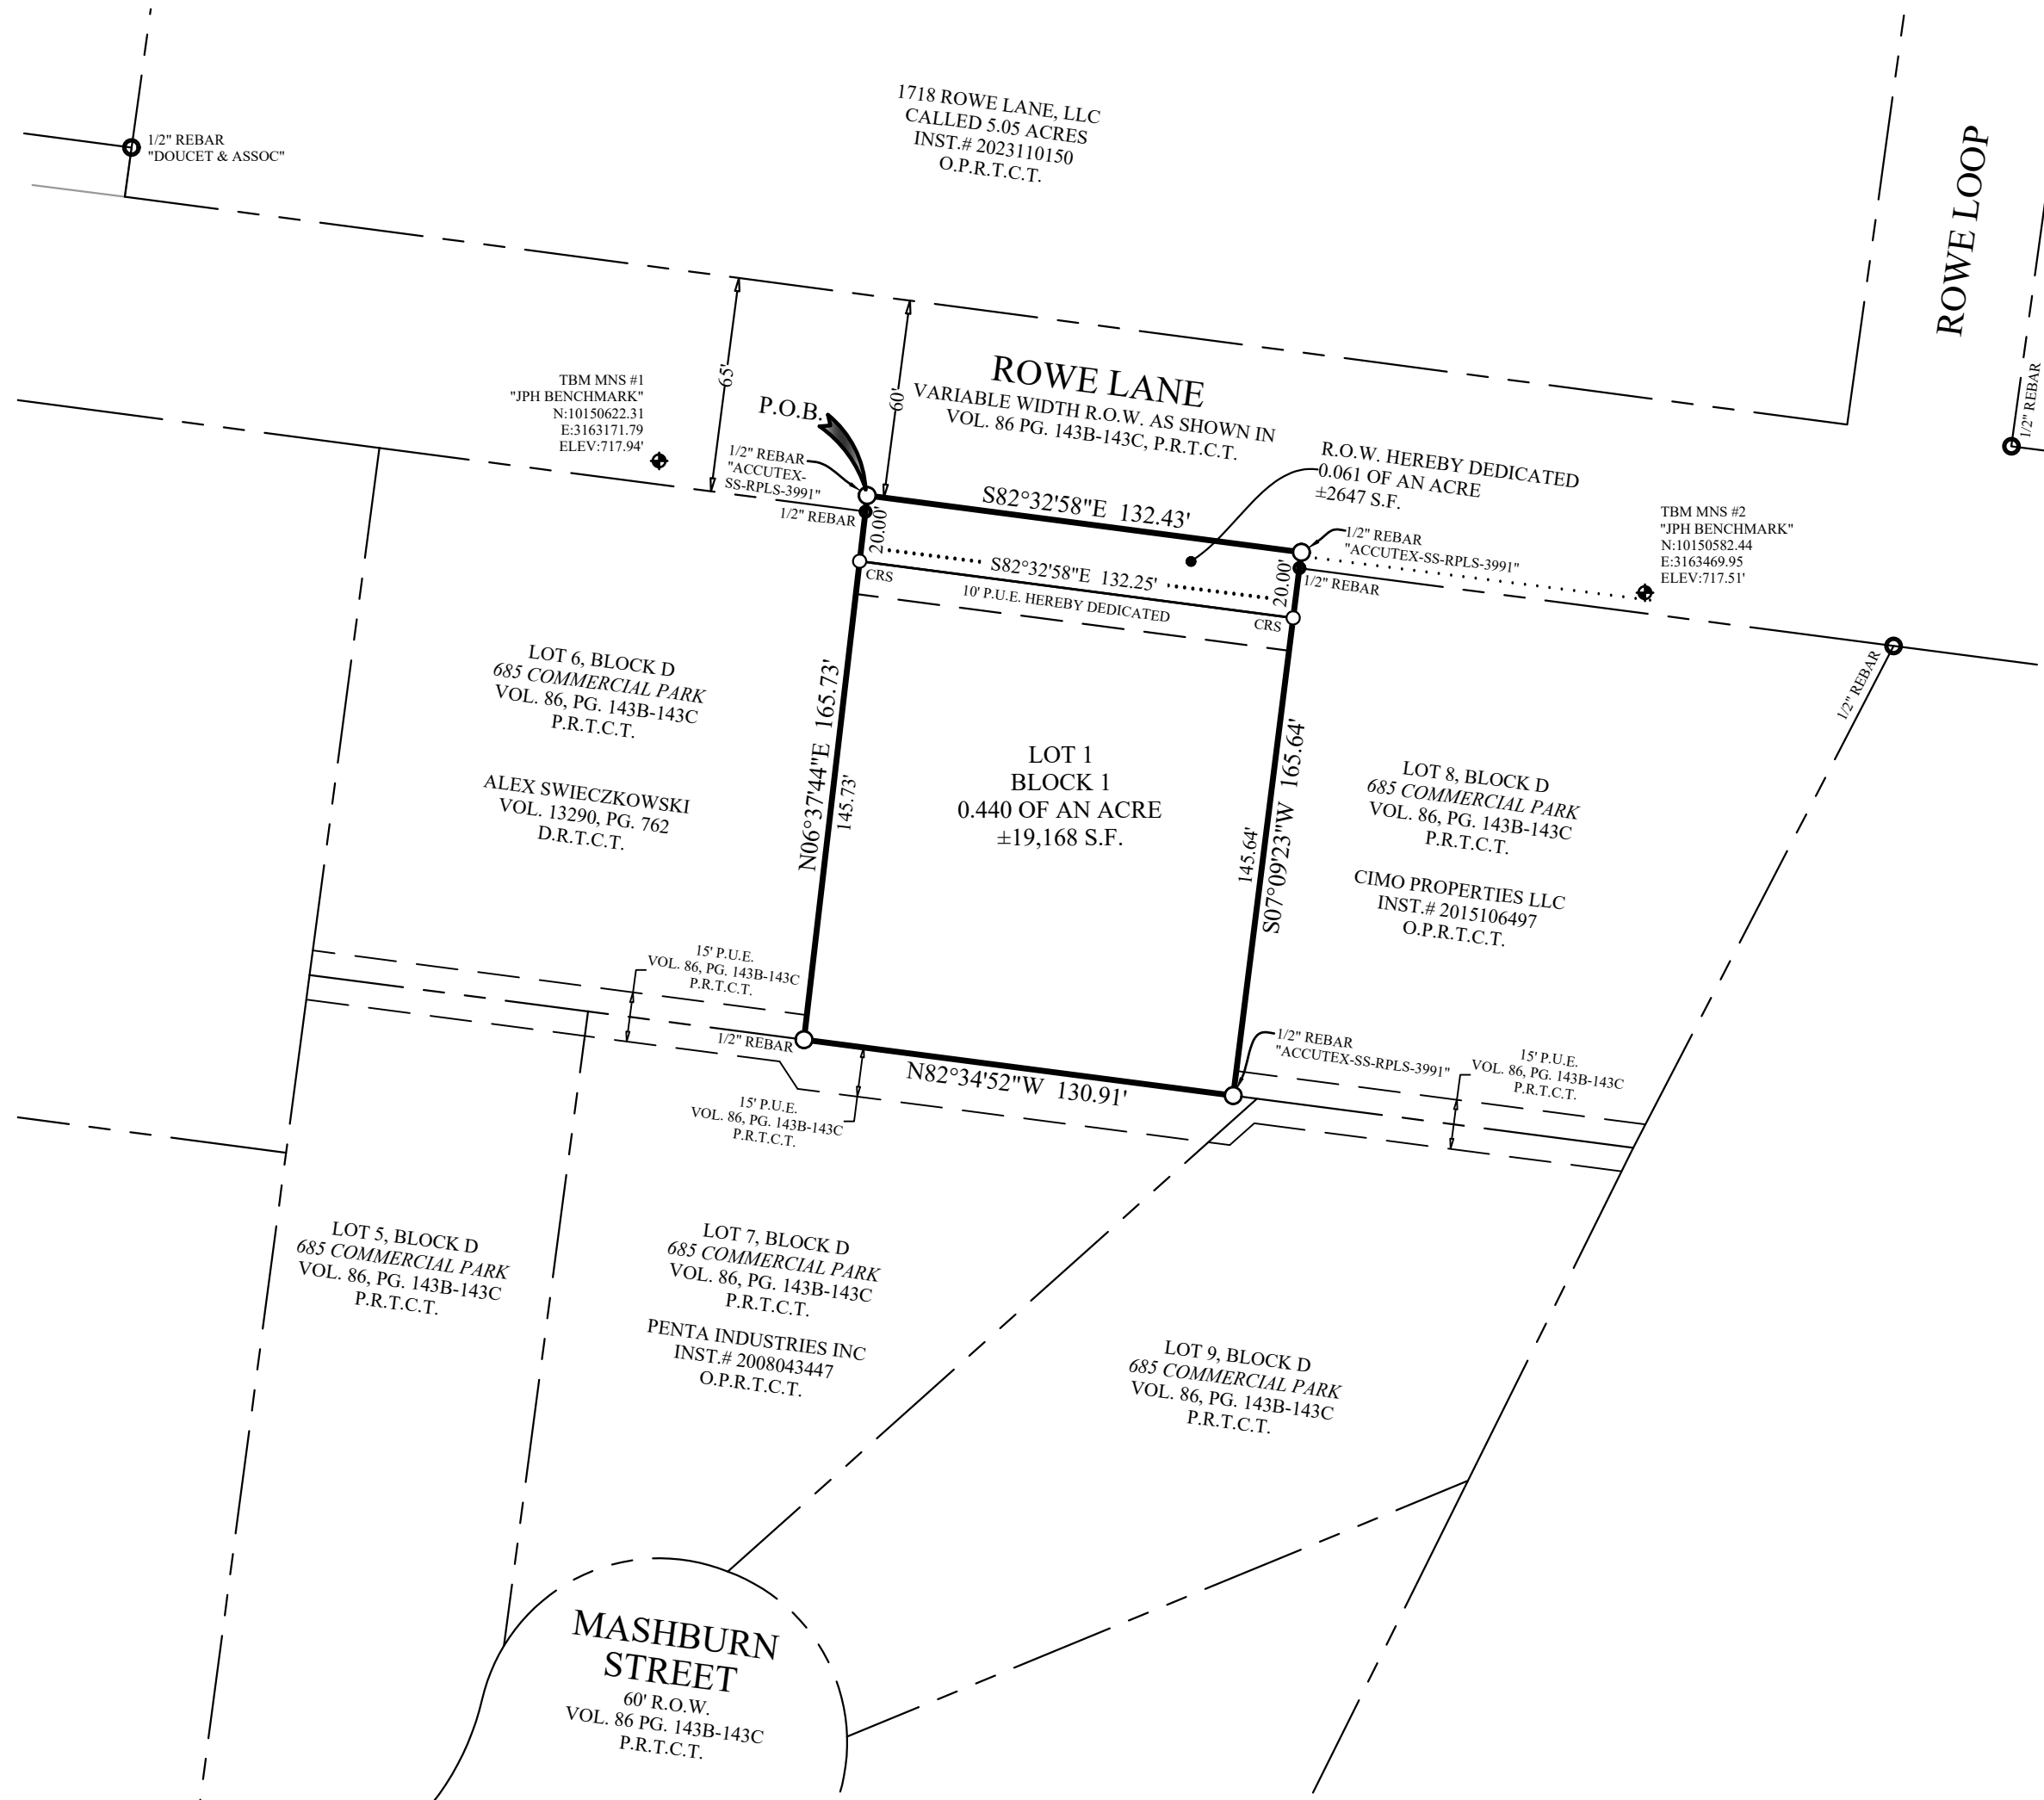 1718 ROWE LANE, LLC
CALLED 5.05 ACRES
INST.# 2023110150
O.P.R.T.C.T.
1/2" REBAR
"DOUCET & ASSOC"
ROWE LOOP
1/2" REBAR
65'
60'
ROWE LANE
VARIABLE WIDTH R.O.W. AS SHOWN IN
VOL. 86 PG. 143B-143C, P.R.T.C.T.
TBM MNS #1
"JPH BENCHMARK"
N:10150622.31
E:3163171.79
ELEV:717.94'
P.O.B.
1/2" REBAR
"ACCUTEX-
SS-RPLS-3991"
1/2" REBAR
R.O.W. HEREBY DEDICATED
0.061 OF AN ACRE
±2647 S.F.
S82°32'58"E 132.43'
1/2" REBAR
"ACCUTEX-SS-RPLS-3991"
1/2" REBAR
TBM MNS #2
"JPH BENCHMARK"
N:10150582.44
E:3163469.95
ELEV:717.51'
20.00'
S82°32'58"E 132.25'
20.00'
CRS
10' P.U.E. HEREBY DEDICATED
CRS
1/2" REBAR
LOT 6, BLOCK D
685 COMMERCIAL PARK
VOL. 86, PG. 143B-143C
P.R.T.C.T.
ALEX SWIECZKOWSKI
VOL. 13290, PG. 762
D.R.T.C.T.
N06°37'44"E 165.73'
145.73'
LOT 1
BLOCK 1
0.440 OF AN ACRE
±19,168 S.F.
145.64'
S07°09'23"W 165.64'
LOT 8, BLOCK D
685 COMMERCIAL PARK
VOL. 86, PG. 143B-143C
P.R.T.C.T.
CIMO PROPERTIES LLC
INST.# 2015106497
O.P.R.T.C.T.
15' P.U.E.
VOL. 86, PG. 143B-143C
P.R.T.C.T.
1/2" REBAR
N82°34'52"W 130.91'
1/2" REBAR
"ACCUTEX-SS-RPLS-3991"
15' P.U.E.
VOL. 86, PG. 143B-143C
P.R.T.C.T.
15' P.U.E.
VOL. 86, PG. 143B-143C
P.R.T.C.T.
LOT 5, BLOCK D
685 COMMERCIAL PARK
VOL. 86, PG. 143B-143C
P.R.T.C.T.
LOT 7, BLOCK D
685 COMMERCIAL PARK
VOL. 86, PG. 143B-143C
P.R.T.C.T.
PENTA INDUSTRIES INC
INST.# 2008043447
O.P.R.T.C.T.
LOT 9, BLOCK D
685 COMMERCIAL PARK
VOL. 86, PG. 143B-143C
P.R.T.C.T.
MASHBURN
STREET
60' R.O.W.
VOL. 86 PG. 143B-143C
P.R.T.C.T.